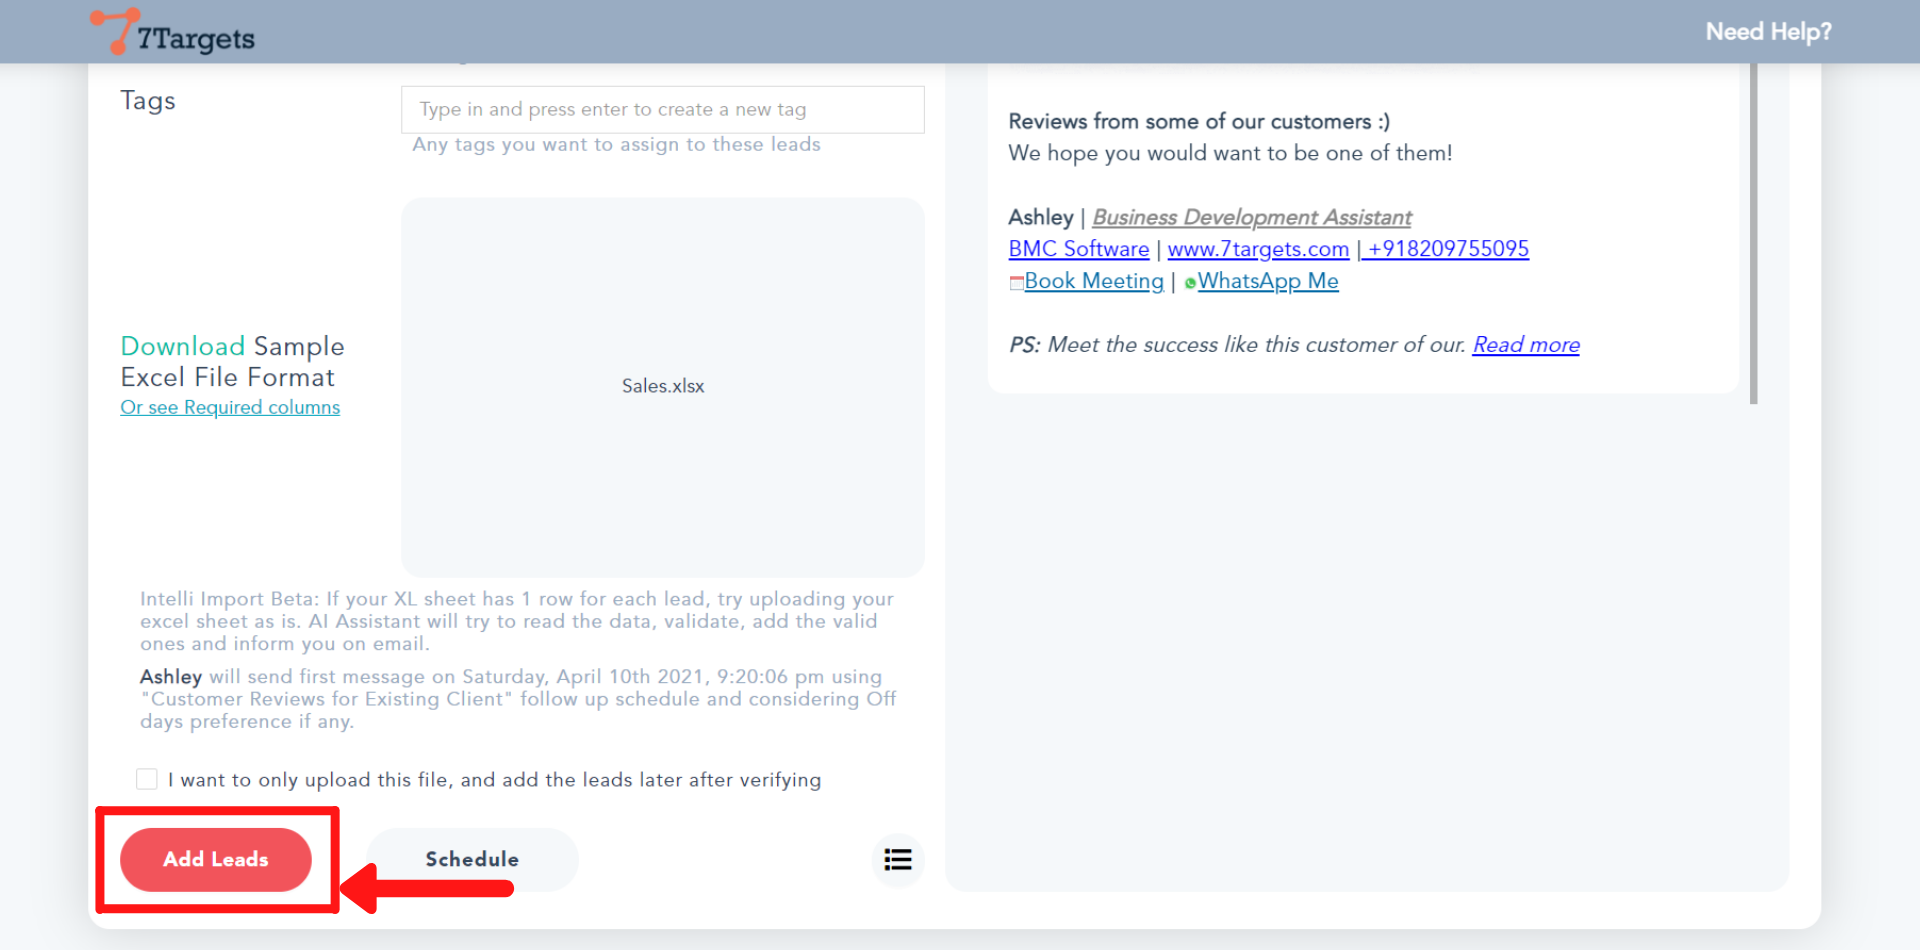 7Targets
Need Help?
Tags
Type in and press enter to create a new tag
Any tags you want to assign to these leads
Download Sample
Excel File Format
Or see Required columns
Sales.xlsx
Intelli Import Beta: If your XL sheet has 1 row for each lead, try uploading your
excel sheet as is. AI Assistant will try to read the data, validate, add the valid
ones and inform you on email.
Ashley will send first message on Saturday, April 10th 2021, 9:20:06 pm using
"Customer Reviews for Existing Client" follow up schedule and considering Off
days preference if any.
I want to only upload this file, and add the leads later after verifying
Add Leads
Schedule
Reviews from some of our customers :)
We hope you would want to be one of them!
Ashley | Business Development Assistant
BMC Software | www.7targets.com | +918209755095
Book Meeting | WhatsApp Me
PS: Meet the success like this customer of our. Read more